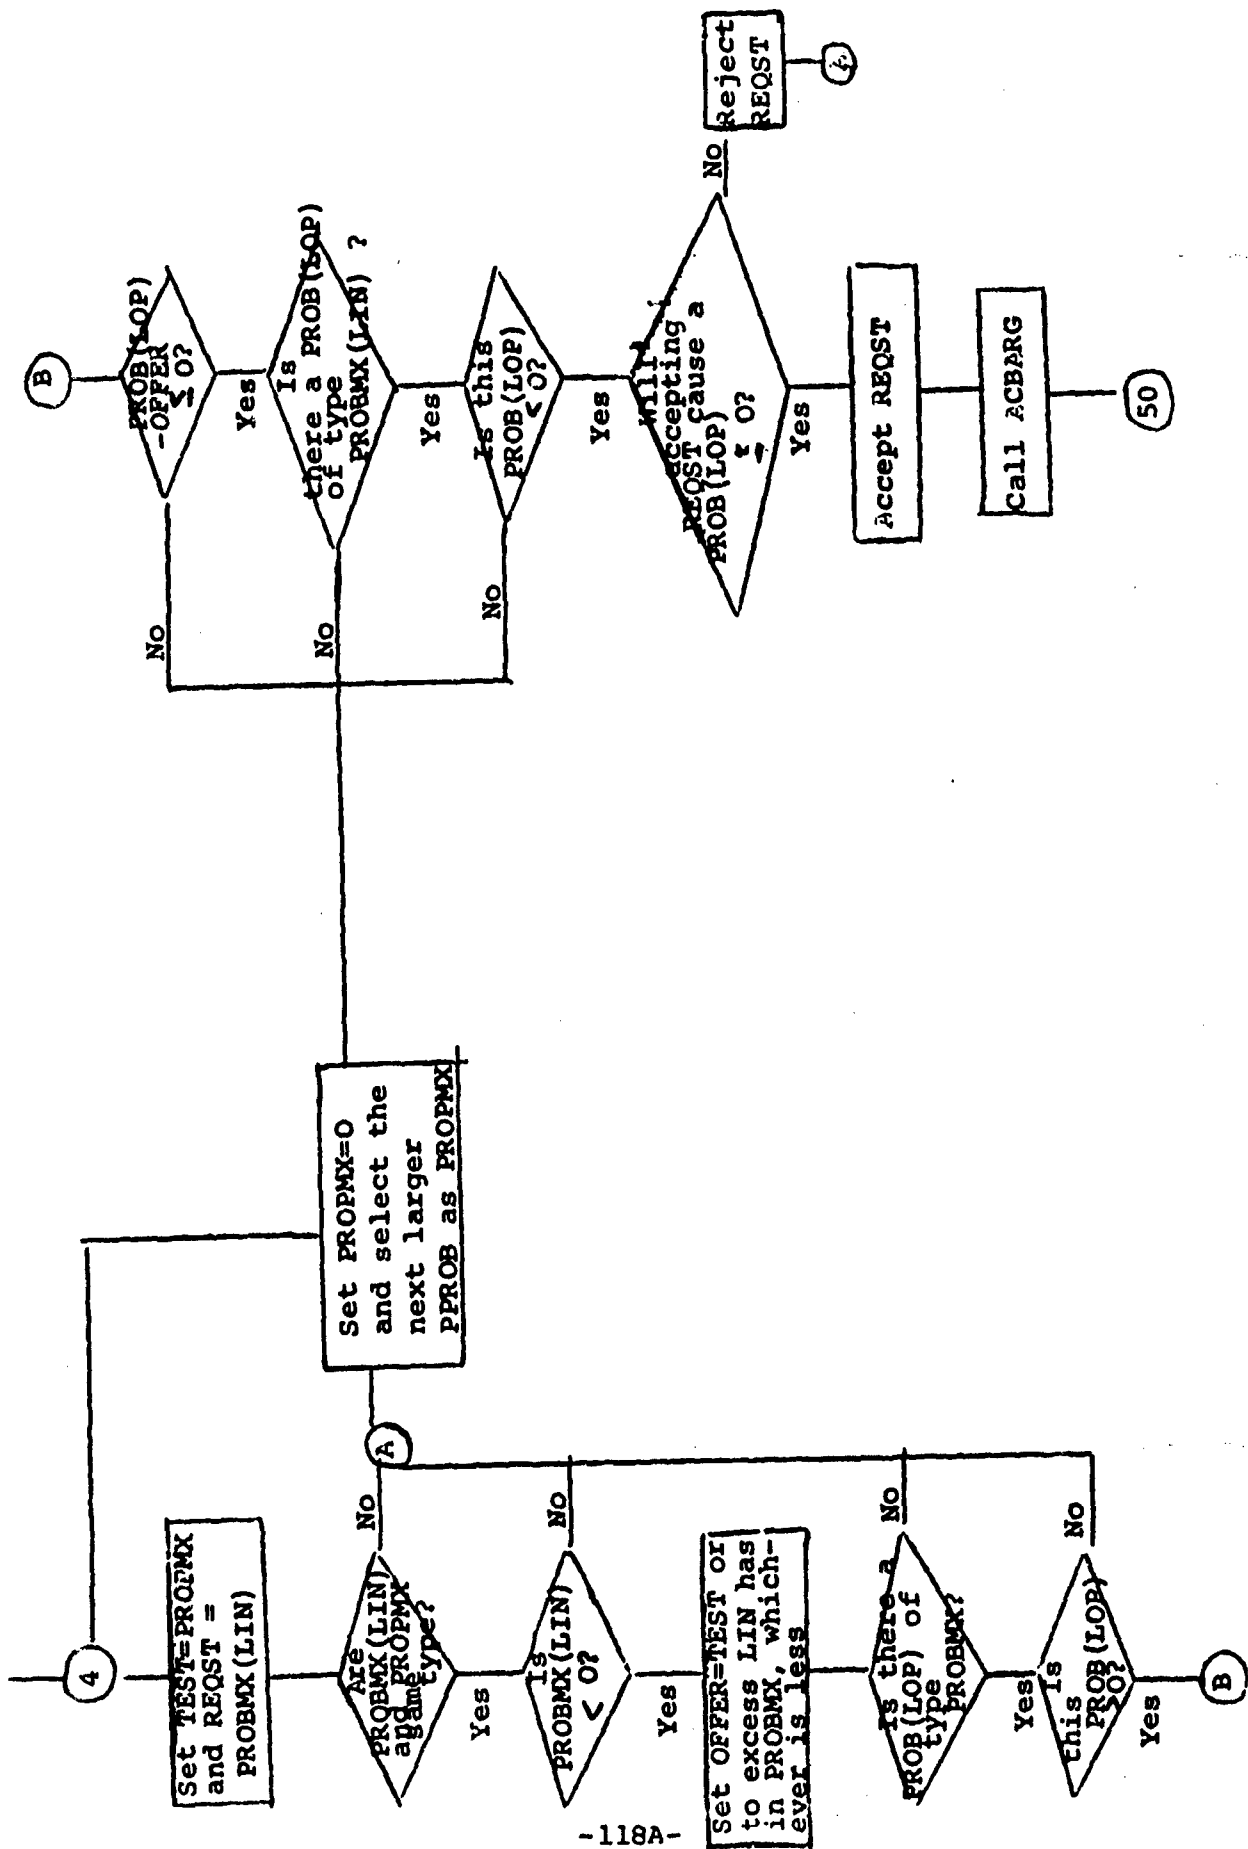 4
Set TEST=PROPMX
and REQST =
PROBMX(LIN)
Are
PROBMX(LIN)
and PROPMX
game
type?
No
Yes
Is
PROBMX(LIN)
< 0?
No
Yes
Set OFFER=TEST or
to excess LIN has
in PROBMX, which-
ever is less
Is there a
PROB(LOP) of
type
PROBMX?
No
Yes
Is
this
PROB(LOP)
>0?
No
Yes
B
A
Set PROPMX=0
and select the
next larger
PPROB as PROPMX
B
PROB(LOP)
-OFFER
≤ 0?
No
Yes
Is
there a PROB(LOP)
of type
PROBMX(LIN) ?
No
Yes
Is this
PROB(LOP)
< 0?
No
Yes
Will
accepting
REQST cause a
PROB(LOP)
0?
No
Reject
REQST
Yes
Accept REQST
Call ACBARG
50
-118A-